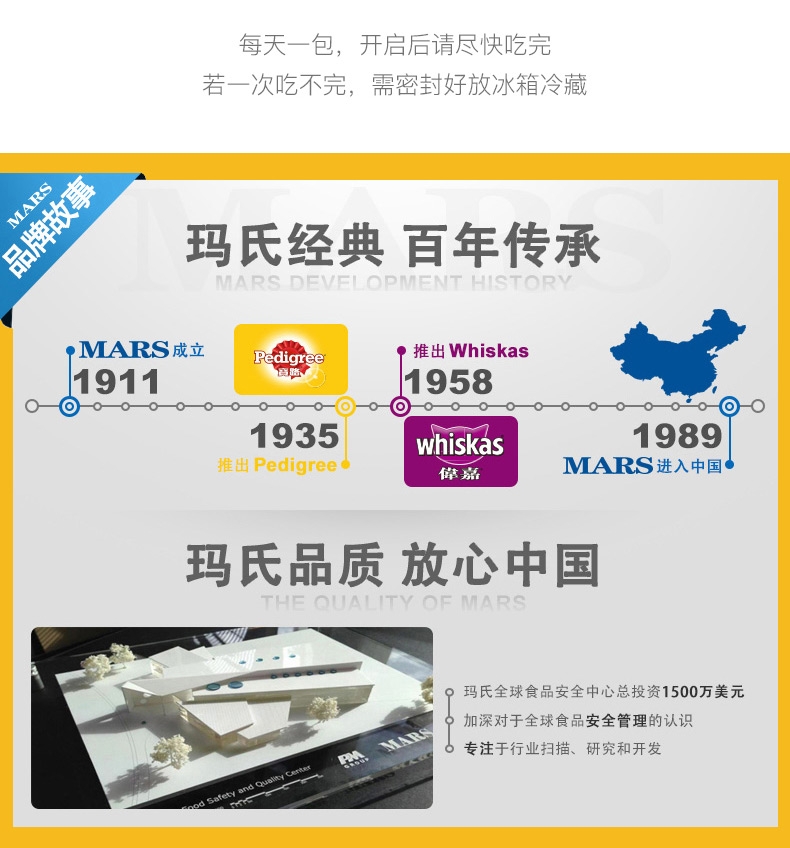 每天一包，开启后请尽快吃完
若一次吃不完，需密封好放冰箱冷藏
MARS
品牌故事
MARS
玛氏经典 百年传承
MARS DEVELOPMENT HISTORY
MARS成立
1911
Pedigree
宝路
推出 Whiskas
1958
1935
推出 Pedigree
whiskas
偉嘉
1989
MARS 进入中国
玛氏品质 放心中国
THE QUALITY OF MARS
玛氏全球食品安全中心总投资1500万美元
加深对于全球食品安全管理的认识
专注于行业扫描、研究和开发
PM
GROUP
MARS
Food Safety and Quality Center